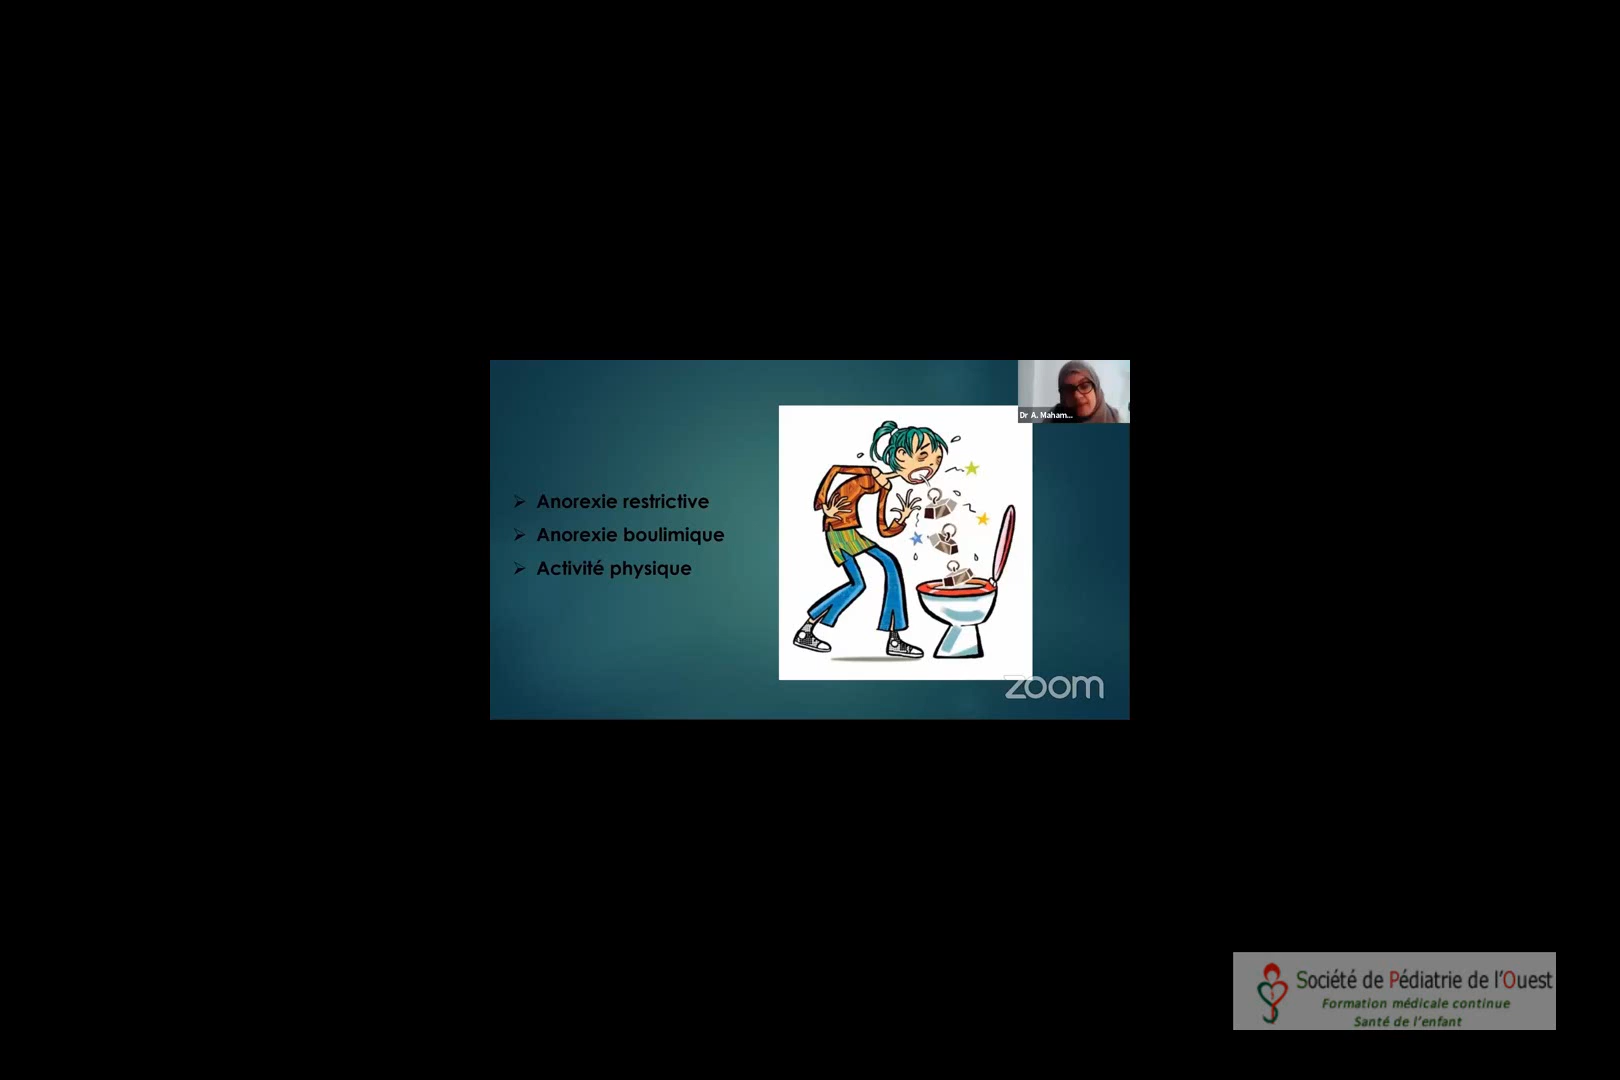 Dr A. Maham...
Anorexie restrictive
Anorexie boulimique
Activité physique
zoom
Société de Pédiatrie de l'Ouest
Formation médicale continue
Santé de l'enfant